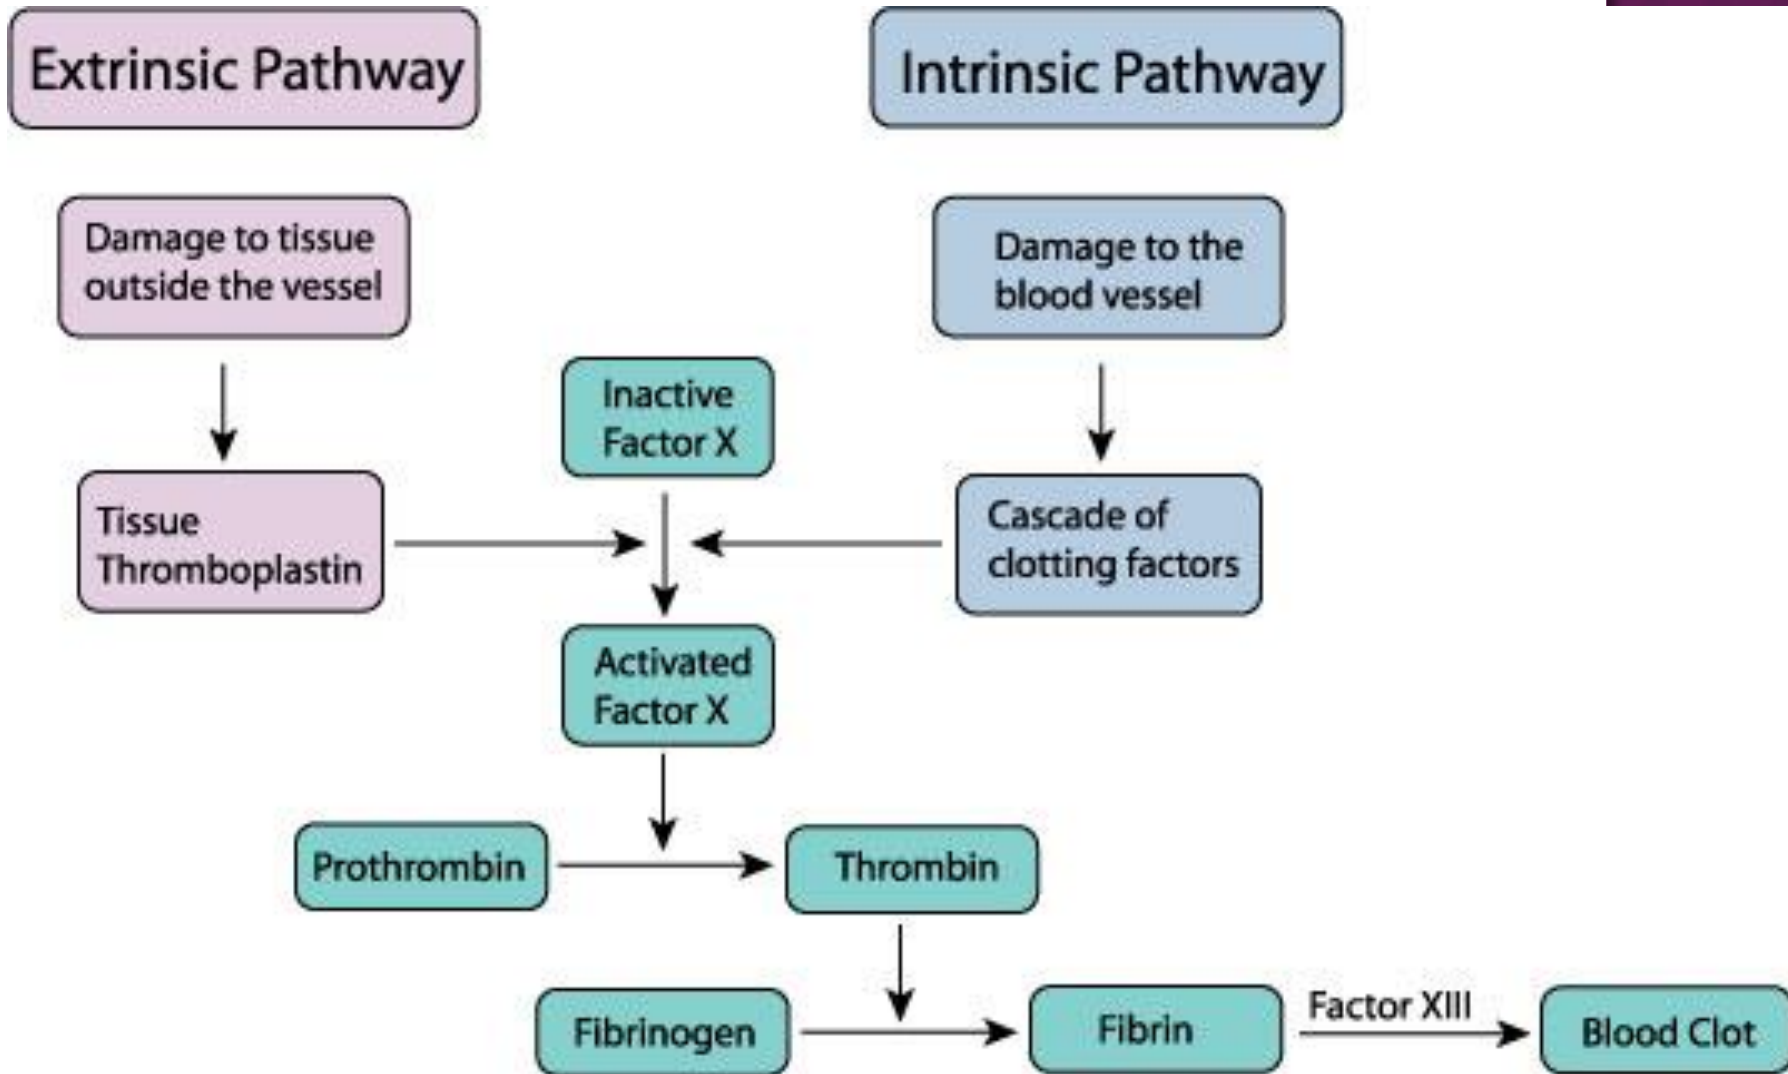 Extrinsic Pathway
Intrinsic Pathway
Damage to tissue
outside the vessel
Damage to the
blood vessel
Inactive
Factor X
Tissue
Thromboplastin
Cascade of
clotting factors
Activated
Factor X
Prothrombin
Thrombin
Fibrinogen
Fibrin
Factor XIII
Blood Clot